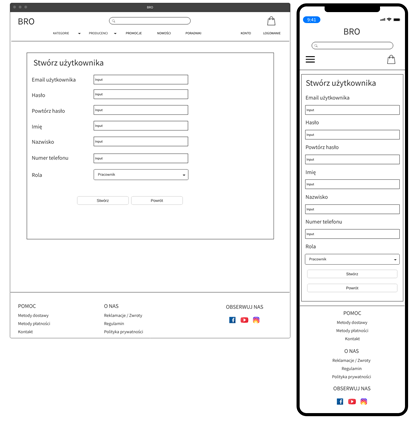 BRO
BRO
KATEGORIE PRODUCENCI PROMOCJE NOWOŚCI PORADNIKI KONTO LOGOWANIE
Stwórz użytkownika
Email użytkownika Input
Hasło Input
Powtórz hasło Input
Imię Input
Nazwisko Input
Numer telefonu Input
Rola Pracownik
Stwórz Powrót
POMOC O NAS OBSERWUJ NAS
Metody dostawy Reklamacje / Zwroty
Metody płatności Regulamin
Kontakt Polityka prywatności
9:41
BRO
Stwórz użytkownika
Email użytkownika
Input
Hasło
Input
Powtórz hasło
Input
Imię
Input
Nazwisko
Input
Numer telefonu
Input
Rola
Pracownik
Stwórz
Powrót
POMOC
Metody dostawy
Metody płatności
Kontakt
O NAS
Reklamacje / Zwroty
Regulamin
Polityka prywatności
OBSERWUJ NAS